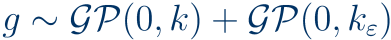 g ∼ 𝒢𝒫(0, k) + 𝒢𝒫(0, k_ε)